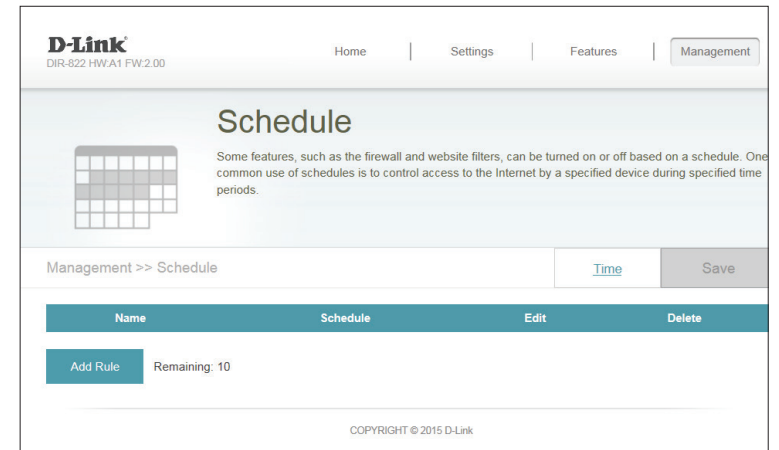 D-Link
DIR-822 HW:A1 FW:2.00
Home | Settings | Features | Management
Schedule
Some features, such as the firewall and website filters, can be turned on or off based on a schedule. One
common use of schedules is to control access to the Internet by a specified device during specified time
periods.
Management >> Schedule
Time
Save
Name Schedule Edit Delete
Add Rule Remaining: 10
COPYRIGHT © 2015 D-Link